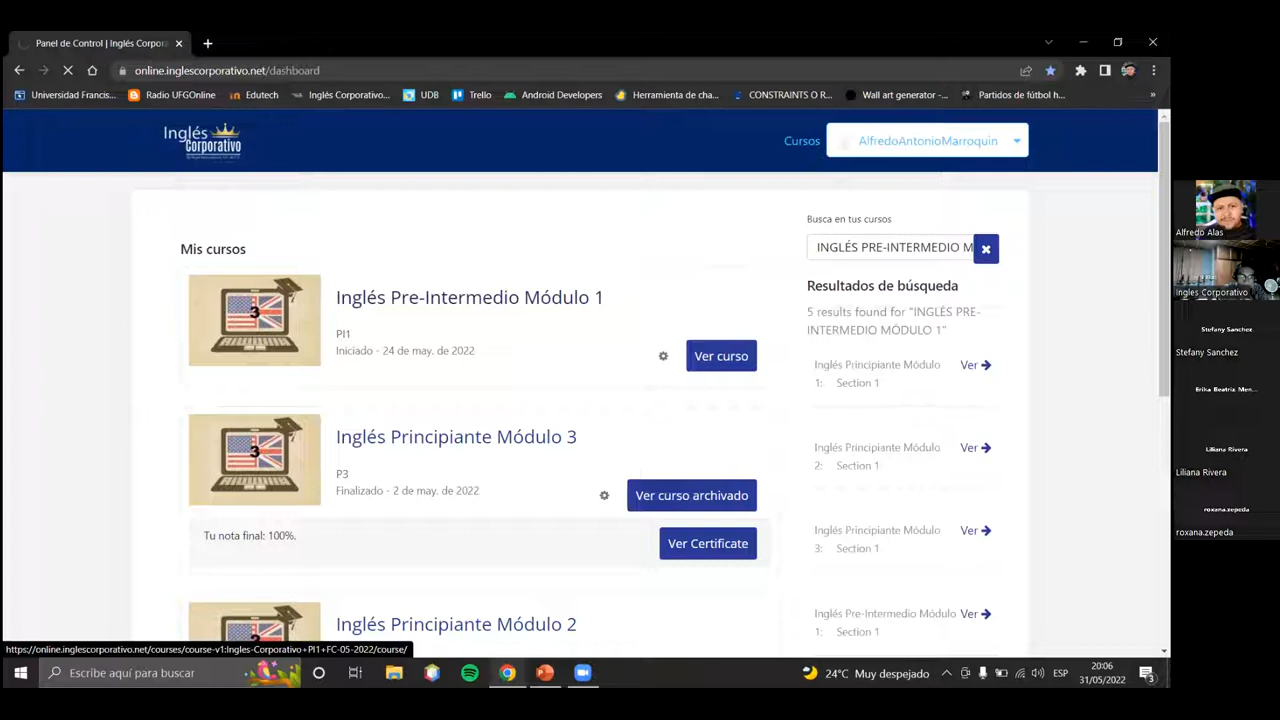 Panel de Control | Inglés Corpor
online.inglescorporativo.net/dashboard
Universidad Francis...
Radio UFGOnline
Edutech
Inglés Corporativo...
UDB
Trello
Android Developers
Herramienta de cha...
CONSTRAINTS O R...
Wall art generator -...
Partidos de fútbol h...
»
Inglés
Corporativo
Cursos
AlfredoAntonioMarroquin
Mis cursos
Inglés Pre-Intermedio Módulo 1
PI1
Iniciado - 24 de may. de 2022
Ver curso
Inglés Principiante Módulo 3
P3
Finalizado - 2 de may. de 2022
Ver curso archivado
Tu nota final: 100%.
Ver Certificate
Inglés Principiante Módulo 2
Busca en tus cursos
INGLÉS PRE-INTERMEDIO M
Resultados de búsqueda
5 results found for "INGLÉS PRE-
INTERMEDIO MÓDULO 1"
Inglés Principiante Módulo
1: Section 1
Ver
Inglés Principiante Módulo
2: Section 1
Ver
Inglés Principiante Módulo
3: Section 1
Ver
Inglés Pre-Intermedio Módulo
1: Section 1
Ver
https://online.inglescorporativo.net/courses/course-v1:Ingles-Corporativo+PI1+FC-05-2022/course/
Escribe aquí para buscar
24°C Muy despejado
ESP
20:06
31/05/2022
3
Alfredo Alas
Ingles Corporativo
Stefany Sanchez
Stefany Sanchez
Erika Beatriz Men...
Liliana Rivera
Liliana Rivera
roxana.zepeda
roxana.zepeda